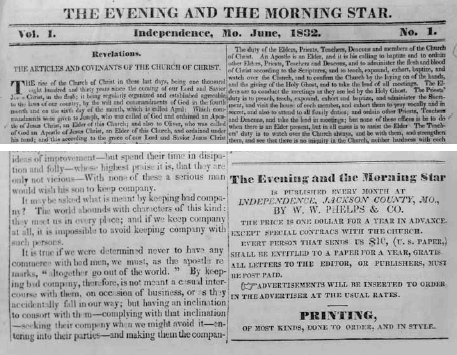 THE EVENING AND THE MORNING STAR.
Vol. I. Independence, Mo. June, 1832. No. 1.
Revelations.
THE ARTICLES AND COVENANTS OF THE CHURCH OF CHRIST.
THE rise of the Church of Christ in these last days, being one thousand
eight hundred and thirty years since the coming of our Lord and Savior
Jesus Christ, in the flesh; it being regularly organized and established agreeable
to the laws of our country, by the will and commandments of God in the fourth
month and on the sixth day of the month, which is called April: Which com-
mandments were given to Joseph, who was called of God and ordained an Apos-
tle of Jesus Christ, an Elder of this Church; and also to Oliver, who was called
of God an Apostle of Jesus Christ, an Elder of this Church, and ordained under
his hand; and this according to the grace of our Lord and Savior Jesus Christ
The duty of the Elders, Priests, Teachers, Deacons and members of the Church
of Christ. An Apostle is an Elder, and it is his calling to baptize and to ordain
other Elders, Priests, Teachers and Deacons, and to administer the flesh and blood
of Christ according to the Scriptures, and to teach, expound, exhort, baptize, and
watch over the Church, and to confirm the Church by the laying on of the hands,
and the giving of the Holy Ghost, and to take the lead of all meetings. The El-
ders are to conduct the meetings as they are led by the Holy Ghost. The Priests'
duty is to preach, teach, expound, exhort and baptize, and administer the Sacra-
ment, and visit the house of each member, and exhort them to pray vocally and in
secret, and also to attend to all family duties; and ordain other Priests, Teachers
and Deacons, and take the lead in meetings; but none of these offices is he to do
when there is an Elder present, but in all cases is to assist the Elder The Teach-
ers' duty is to watch over the Church always, and be with them, and strengthen
them, and see that there is no iniquity in the Church, neither hardness with each
ideas of improvement—but spend their time in dissipa-
tion and folly—whose highest praise it is, that they are
only not vicious—With none of these a serious man
would wish his son to keep company.
It may be asked what is meant by keeping bad compa-
ny? The world abounds with characters of this kind:
they meet us in every place; and if we keep company
at all, it is impossible to avoid keeping company with
such persons.
It is true if we were determined never to have any
commerce with bad men, we must, as the apostle re
marks, "altogether go out of the world." By keep-
ing bad company, therefore, is not meant a casual inter-
course with them, on occasion of business, or as they
accidentally fall in our way; but having an inclination
to consort with them—complying with that inclination
—seeking their company when we might avoid it—en-
tering into their parties—and making them the compan-
The Evening and the Morning Star
IS PUBLISHED EVERY MONTH AT
INDEPENDENCE, JACKSON COUNTY, MO.,
BY W. W. PHELPS & CO.
THE PRICE IS ONE DOLLAR FOR A YEAR IN ADVANCE,
EXCEPT SPECIAL CONTRACTS WITH THE CHURCH.
EVERY PERSON THAT SENDS US $10, (U. S. PAPER,)
SHALL BE ENTITLED TO A PAPER FOR A YEAR, GRATIS.
ALL LETTERS TO THE EDITOR, OR PUBLISHERS, MUST
BE POST PAID.
☞ADVERTISEMENTS WILL BE INSERTED TO ORDER,
IN THE ADVERTISER AT THE USUAL RATES.
PRINTING,
OF MOST KINDS, DONE TO ORDER, AND IN STYLE.